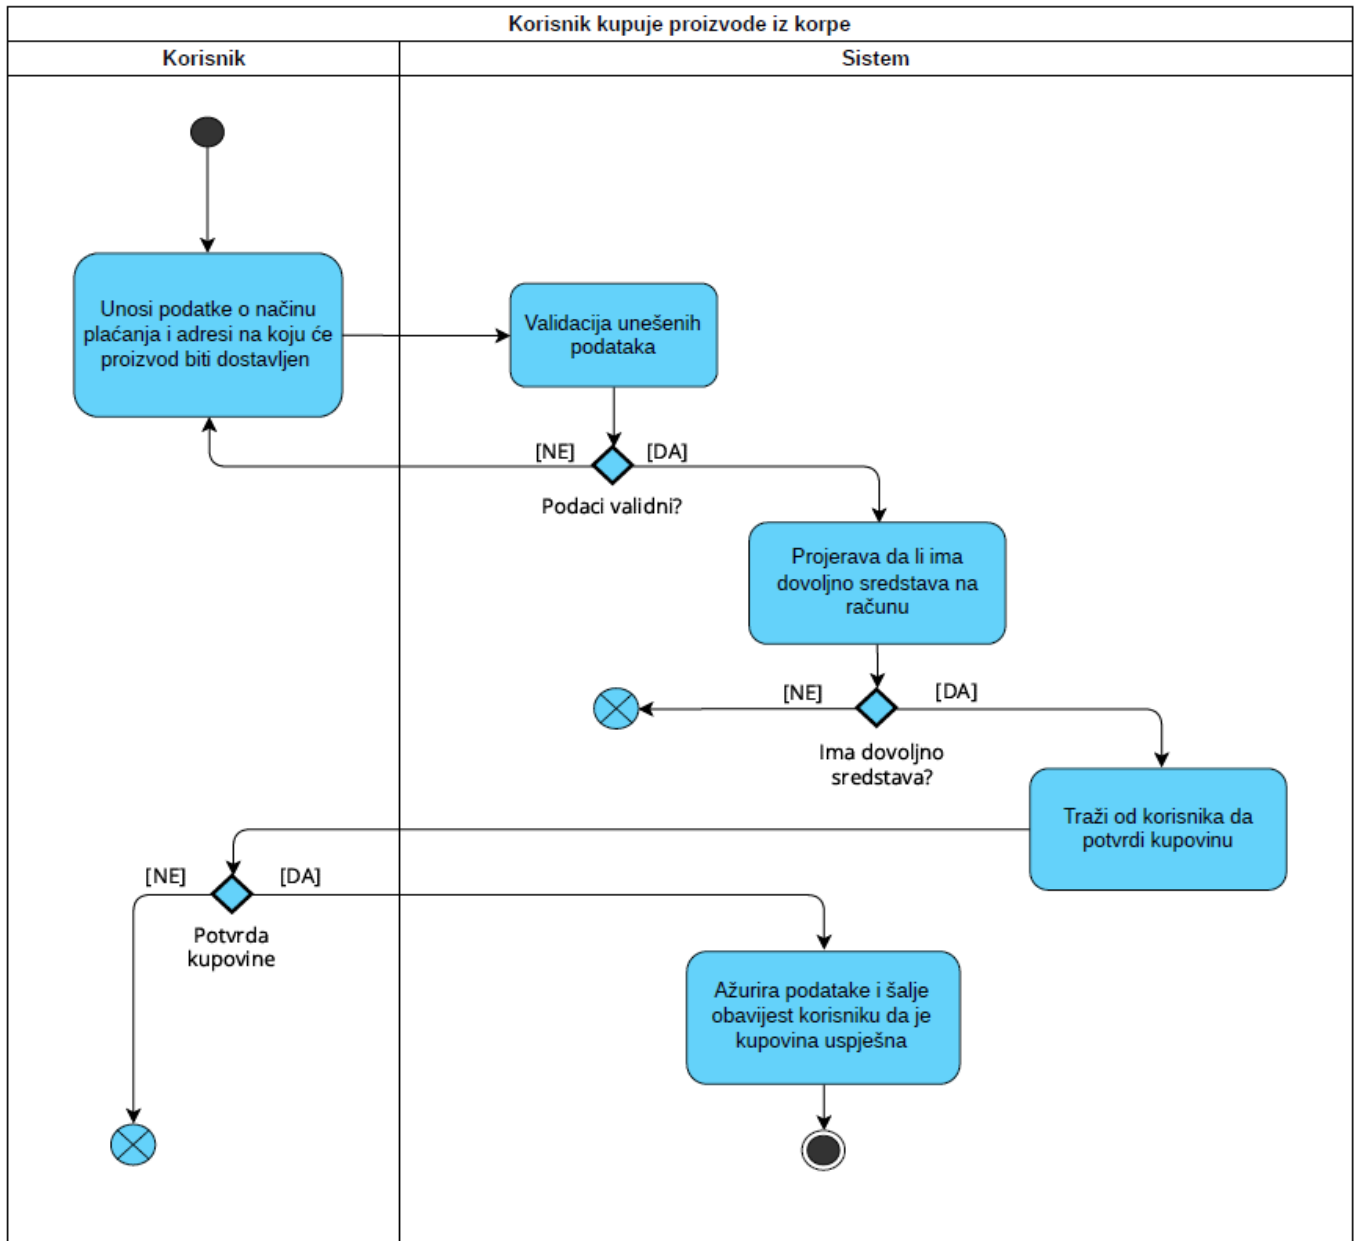 Korisnik kupuje proizvode iz korpe
Korisnik
Sistem
Unosi podatke o načinu
plaćanja i adresi na koju će
proizvod biti dostavljen
Validacija unešenih
podataka
[NE]
[DA]
Podaci validni?
Projerava da li ima
dovoljno sredstava na
računu
[NE]
[DA]
Ima dovoljno
sredstava?
Traži od korisnika da
potvrdi kupovinu
[NE]
[DA]
Potvrda
kupovine
Ažurira podatake i šalje
obavijest korisniku da je
kupovina uspješna